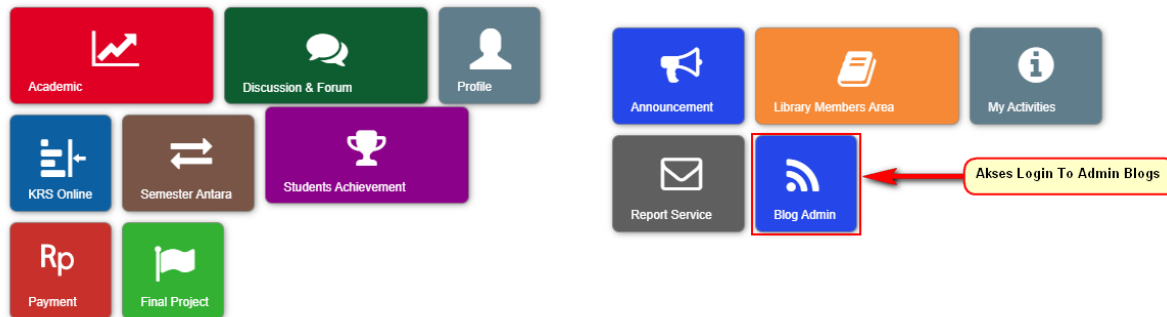 Academic
Discussion & Forum
Profile
KRS Online
Semester Antara
Students Achievement
Rp
Payment
Final Project
Announcement
Library Members Area
My Activities
Report Service
Blog Admin
Akses Login To Admin Blogs